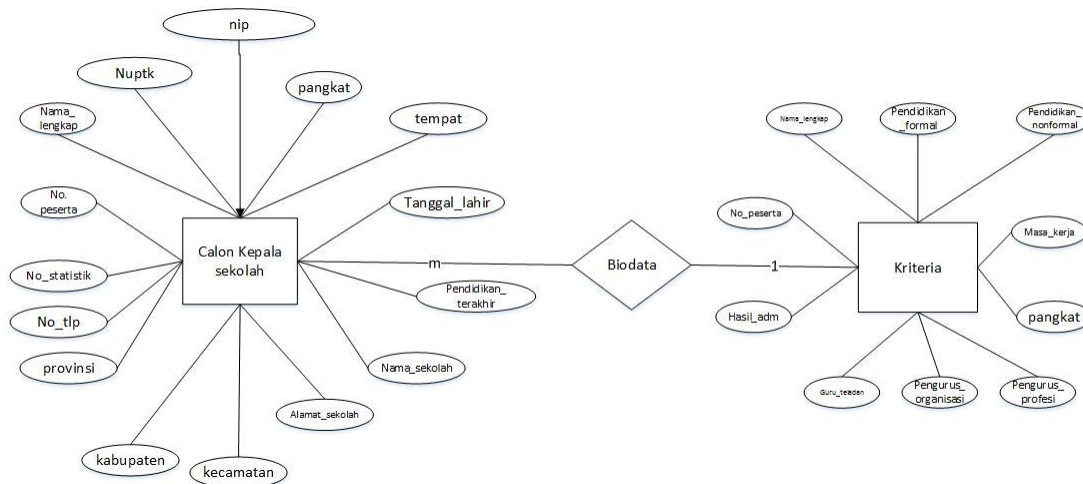 nip
Nuptk
pangkat
Nama_
lengkap
tempat
No.
peserta
Tanggal_lahir
Calon Kepala
sekolah
No_statistik
No_tlp
provinsi
Pendidikan_
terakhir
Nama_sekolah
Alamat_sekolah
kabupaten
kecamatan
m
Biodata
1
Nama_lengkap
Pendidikan
_formal
Pendidikan_
nonformal
No_peserta
Masa_kerja
Kriteria
Hasil_adm
pangkat
Guru_teladan
Pengurus_
organisasi
Pengurus_
profesi